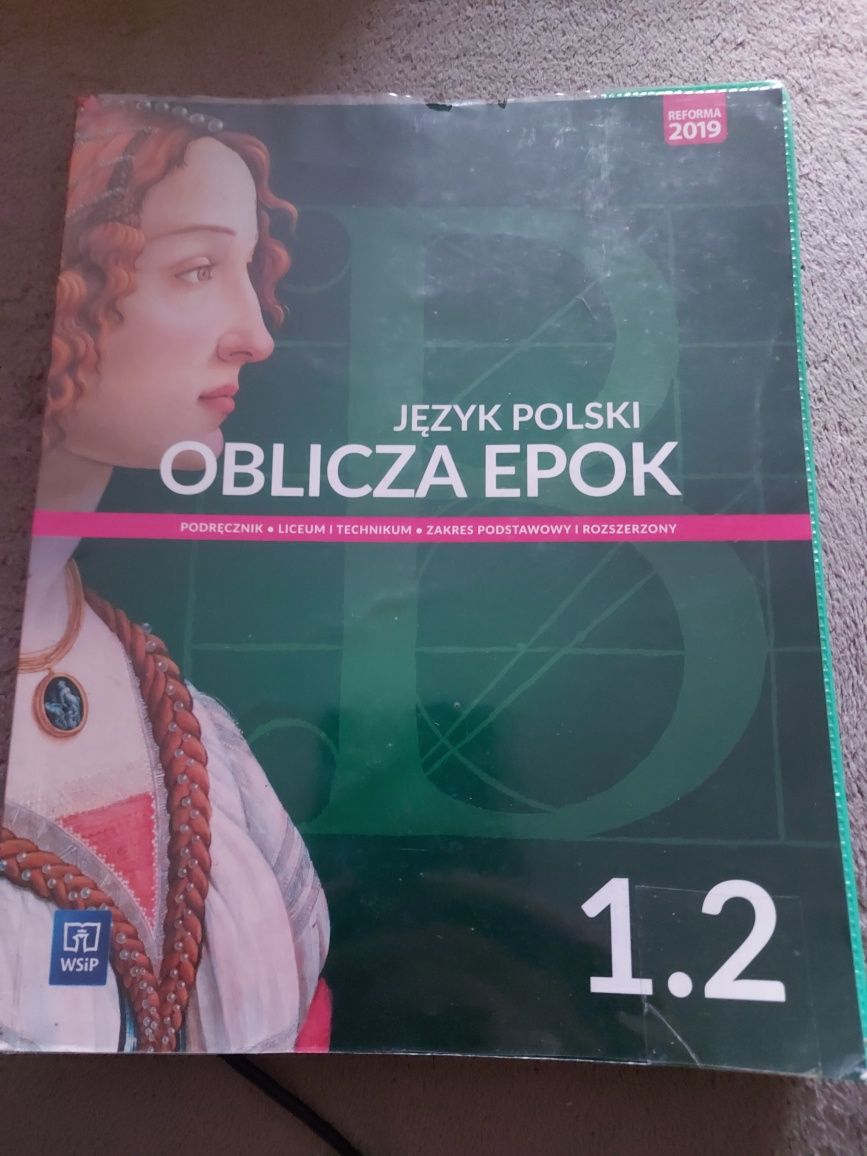 REFORMA
2019
JĘZYK POLSKI
OBLICZA EPOK
PODRĘCZNIK • LICEUM I TECHNIKUM • ZAKRES PODSTAWOWY I ROZSZERZONY
1.2
WSiP